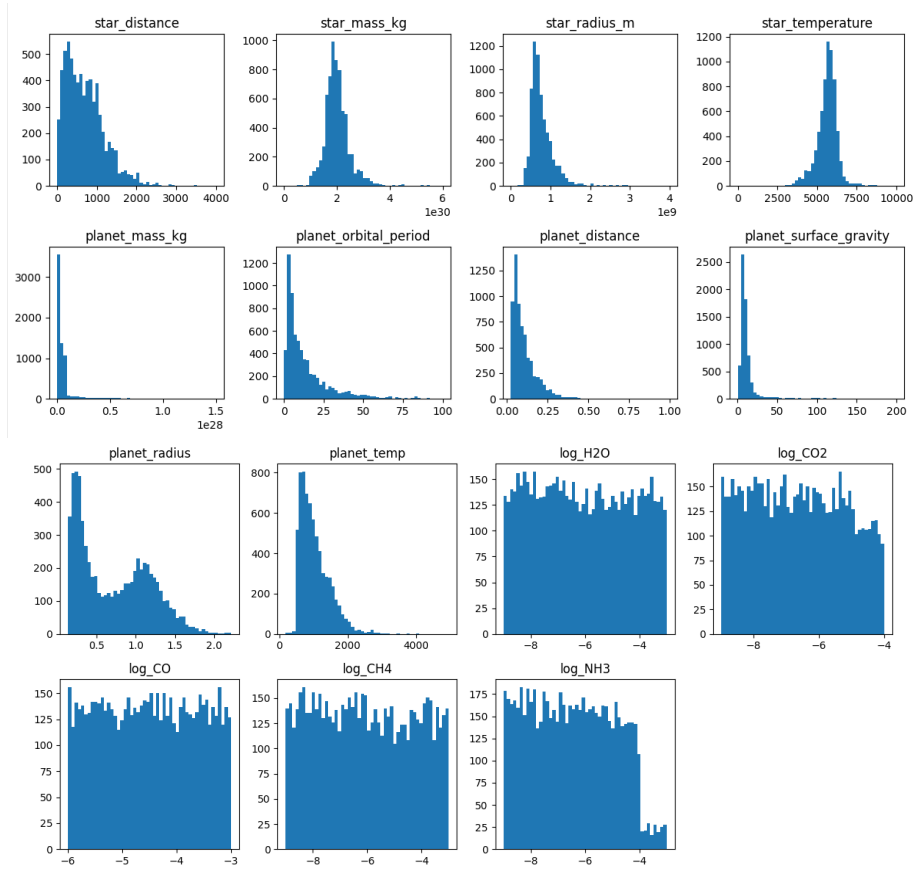 star_distance star_mass_kg star_radius_m star_temperature
500 1000 1200 1200
400 800 1000 1000
300 600 800 800
200 400 600 600
100 200 400 400
0 0 200 200
0 0
0 1000 2000 3000 4000 0 2 4 6 0 1 2 3 4 0 2500 5000 7500 10000
1e30 1e9
planet_mass_kg planet_orbital_period planet_distance planet_surface_gravity
3000 1200 1250 2500
2000 1000 1000 2000
1000 800 750 1500
0 600 500 1000
400 250 500
200 0 0
0
0.0 0.5 1.0 1.5 0 25 50 75 100 0.00 0.25 0.50 0.75 1.00 0 50 100 150 200
1e28
planet_radius planet_temp log_H2O log_CO2
500 800 150 150
400 600 125 125
300 400 100 100
200 200 75 75
100 0 50 50
0 25 25
0 0
0.5 1.0 1.5 2.0 0 2000 4000 −8 −6 −4 −8 −6 −4
log_CO log_CH4 log_NH3
150 150 175
125 125 150
100 100 125
75 75 100
50 50 75
25 25 50
0 0 25
0
−6 −5 −4 −3 −8 −6 −4 −8 −6 −4